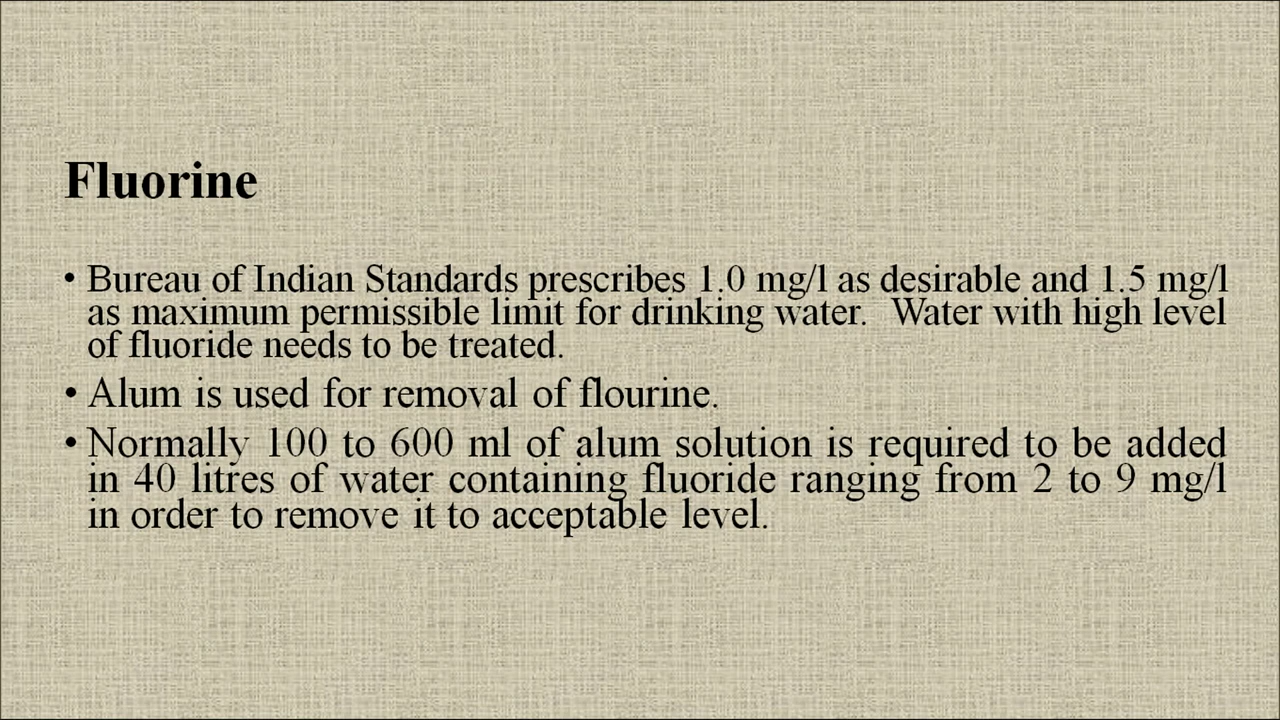 Fluorine
• Bureau of Indian Standards prescribes 1.0 mg/l as desirable and 1.5 mg/l
as maximum permissible limit for drinking water.  Water with high level
of fluoride needs to be treated.
• Alum is used for removal of flourine.
• Normally 100 to 600 ml of alum solution is required to be added
in 40 litres of water containing fluoride ranging from 2 to 9 mg/l
in order to remove it to acceptable level.